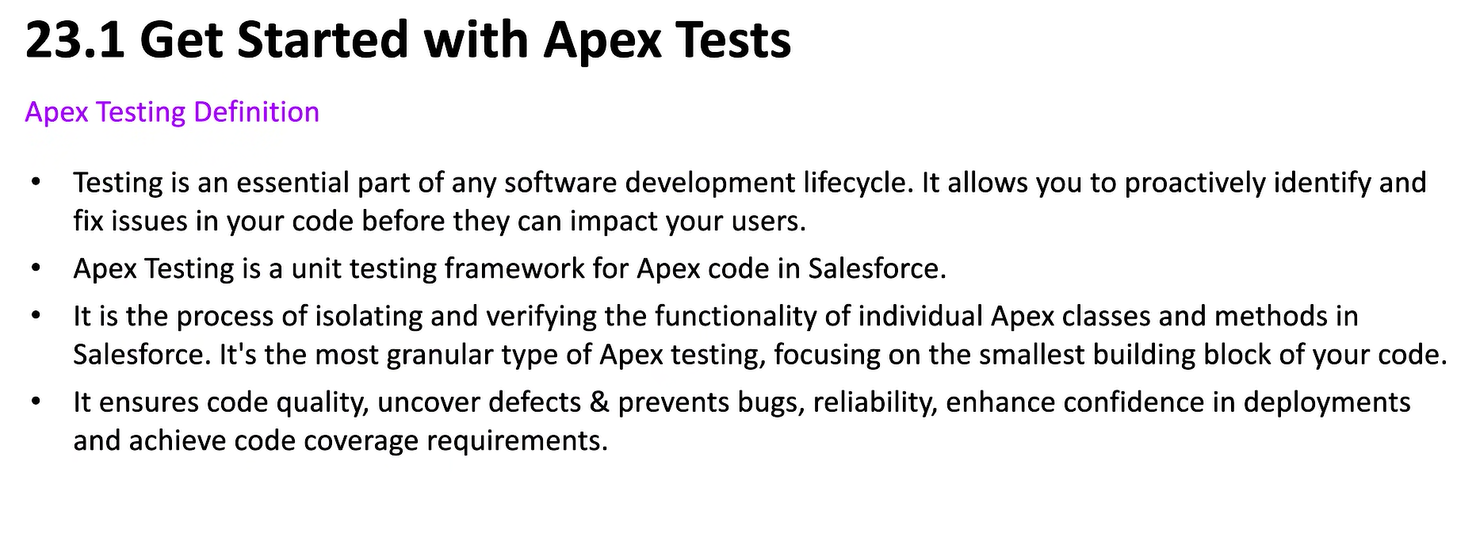 23.1 Get Started with Apex Tests
Apex Testing Definition
• Testing is an essential part of any software development lifecycle. It allows you to proactively identify and
fix issues in your code before they can impact your users.
• Apex Testing is a unit testing framework for Apex code in Salesforce.
• It is the process of isolating and verifying the functionality of individual Apex classes and methods in
Salesforce. It's the most granular type of Apex testing, focusing on the smallest building block of your code.
• It ensures code quality, uncover defects & prevents bugs, reliability, enhance confidence in deployments
and achieve code coverage requirements.